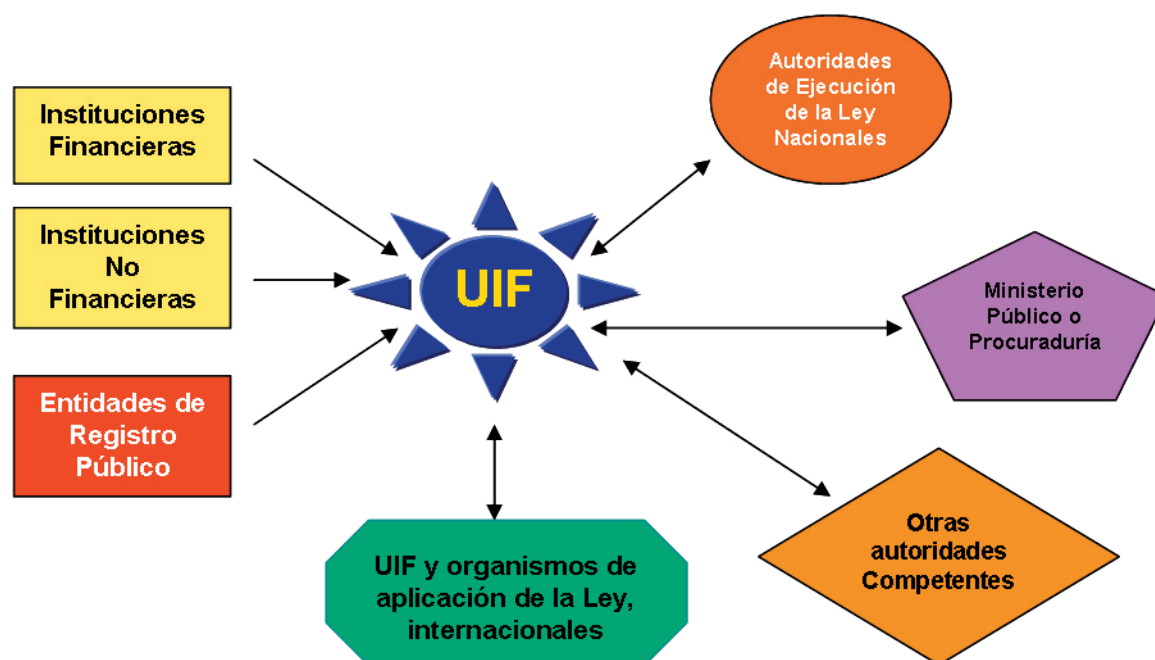 Instituciones
Financieras
Instituciones
No
Financieras
Entidades de
Registro
Público
UIF
Autoridades
de Ejecución
de la Ley
Nacionales
Ministerio
Público o
Procuraduría
Otras
autoridades
Competentes
UIF y organismos de
aplicación de la Ley,
internacionales